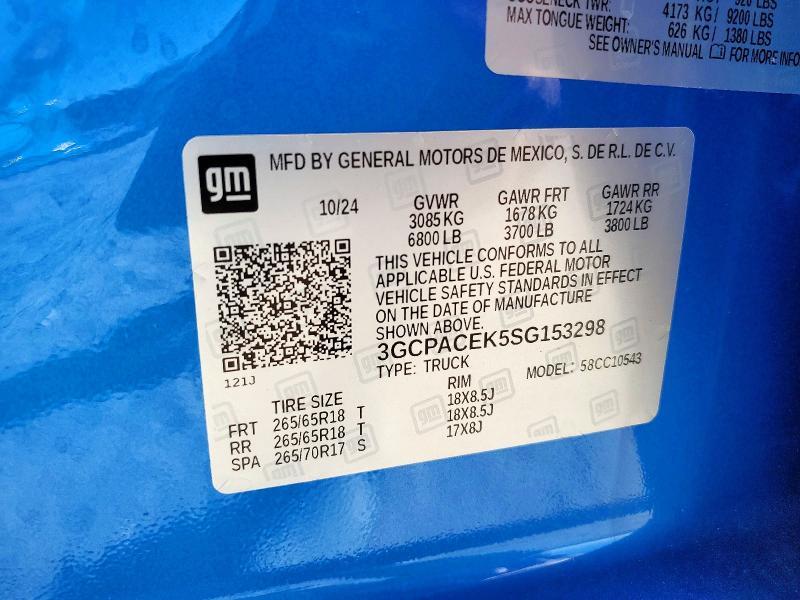 4173 KG/ 9200 LBS
MAX TONGUE WEIGHT: 626 KG/ 1380 LBS
SEE OWNER'S MANUAL FOR MORE INFO
gm MFD BY GENERAL MOTORS DE MEXICO, S. DE R.L. DE C.V.
10/24 GVWR GAWR FRT GAWR RR
3085 KG 1678 KG 1724 KG
6800 LB 3700 LB 3800 LB
THIS VEHICLE CONFORMS TO ALL
APPLICABLE U.S. FEDERAL MOTOR
VEHICLE SAFETY STANDARDS IN EFFECT
ON THE DATE OF MANUFACTURE
SHOWN ABOVE.
3GCPACEK5SG153298
121J
TYPE: TRUCK MODEL: 58CC10543
TIRE SIZE RIM
FRT 265/65R18 T 18X8.5J
RR 265/65R18 T 18X8.5J
SPA 265/70R17 S 17X8J